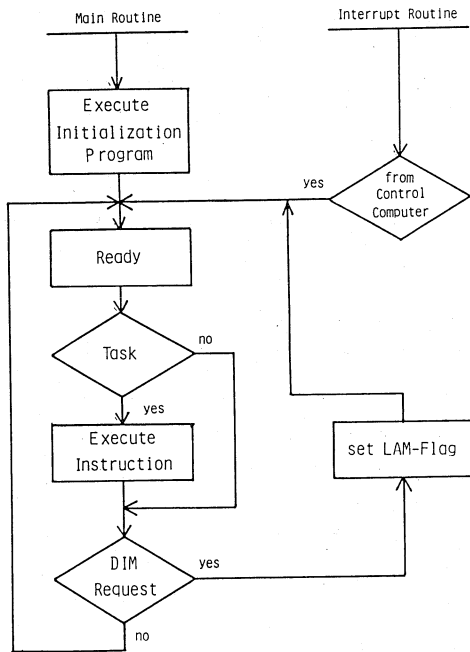 Main Routine
Interrupt Routine
Execute
Initialization
Program
yes
from
Control
Computer
Ready
Task
no
yes
Execute
Instruction
set LAM-Flag
DIM
Request
yes
no